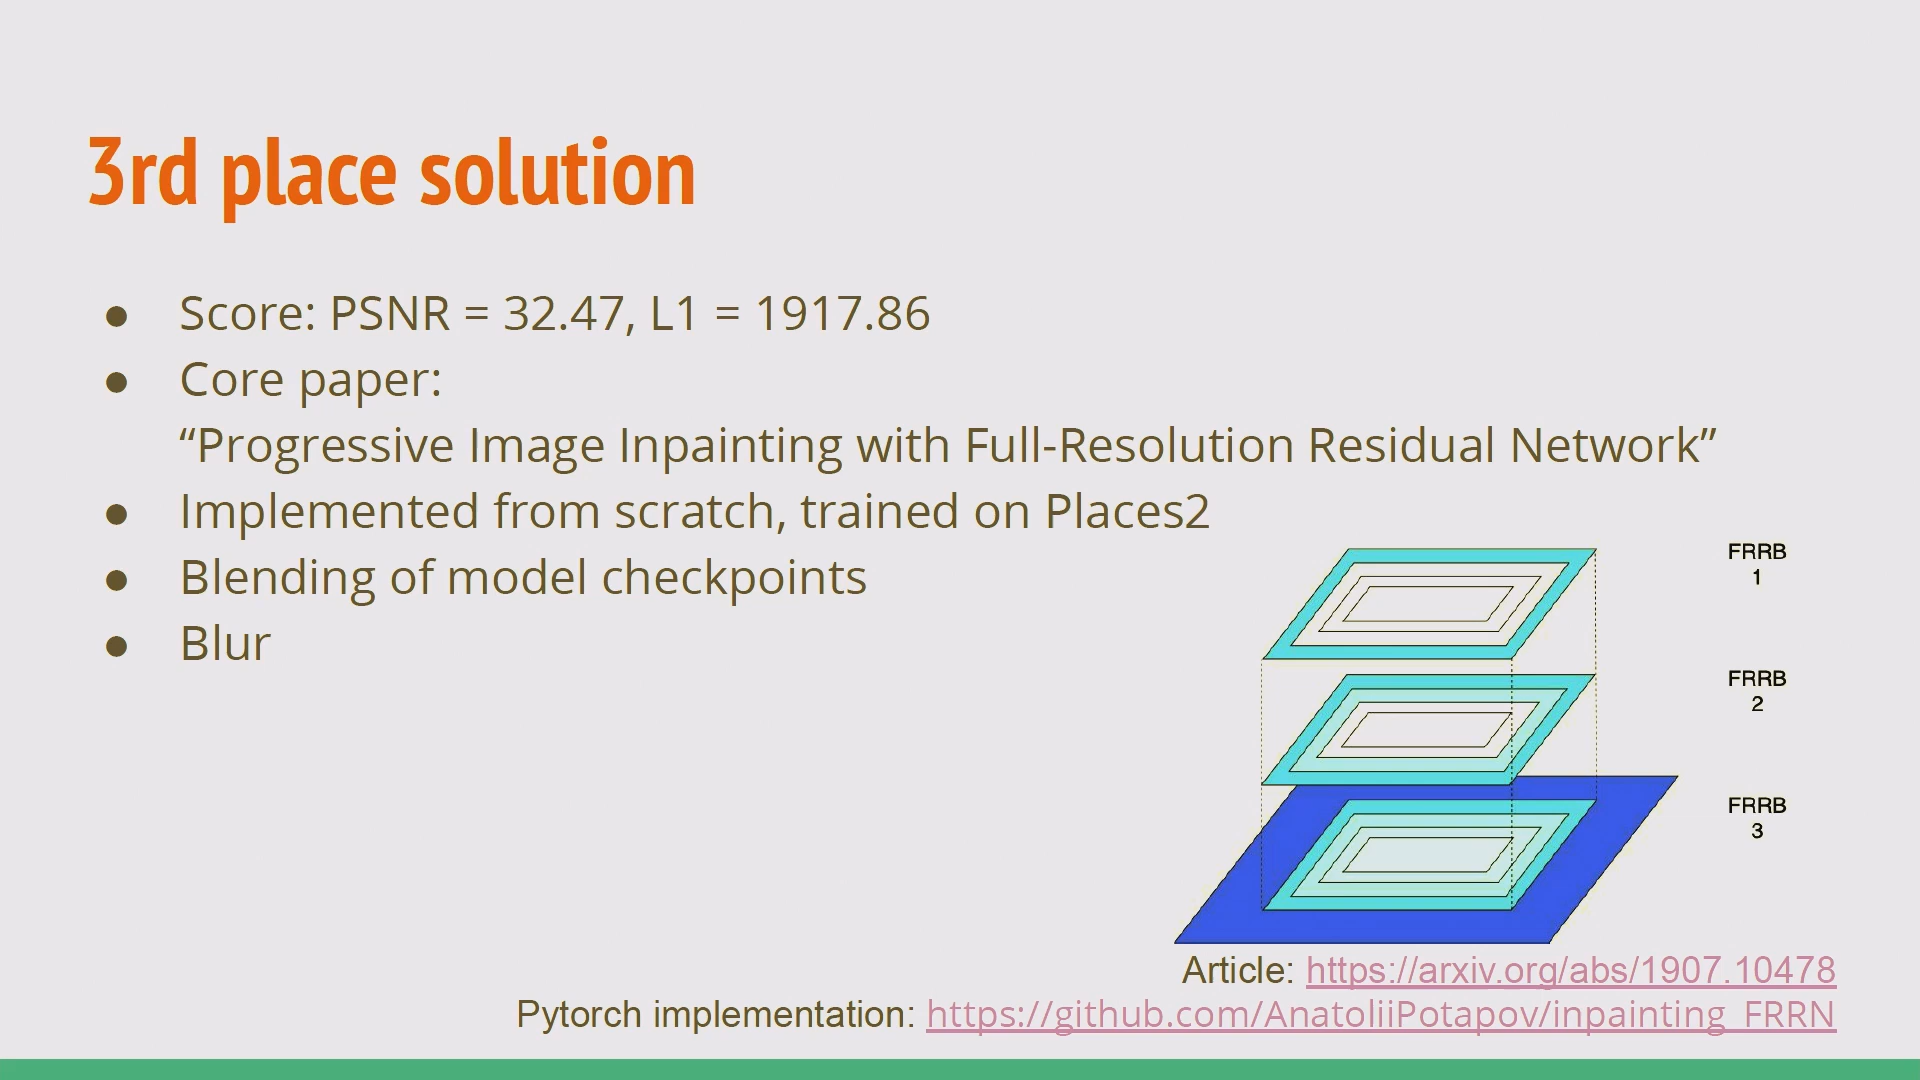 3rd place solution
● Score: PSNR = 32.47, L1 = 1917.86
● Core paper:
“Progressive Image Inpainting with Full-Resolution Residual Network”
● Implemented from scratch, trained on Places2
● Blending of model checkpoints
● Blur
FRRB
1
FRRB
2
FRRB
3
Article: https://arxiv.org/abs/1907.10478
Pytorch implementation: https://github.com/AnatoliiPotapov/inpainting_FRRN